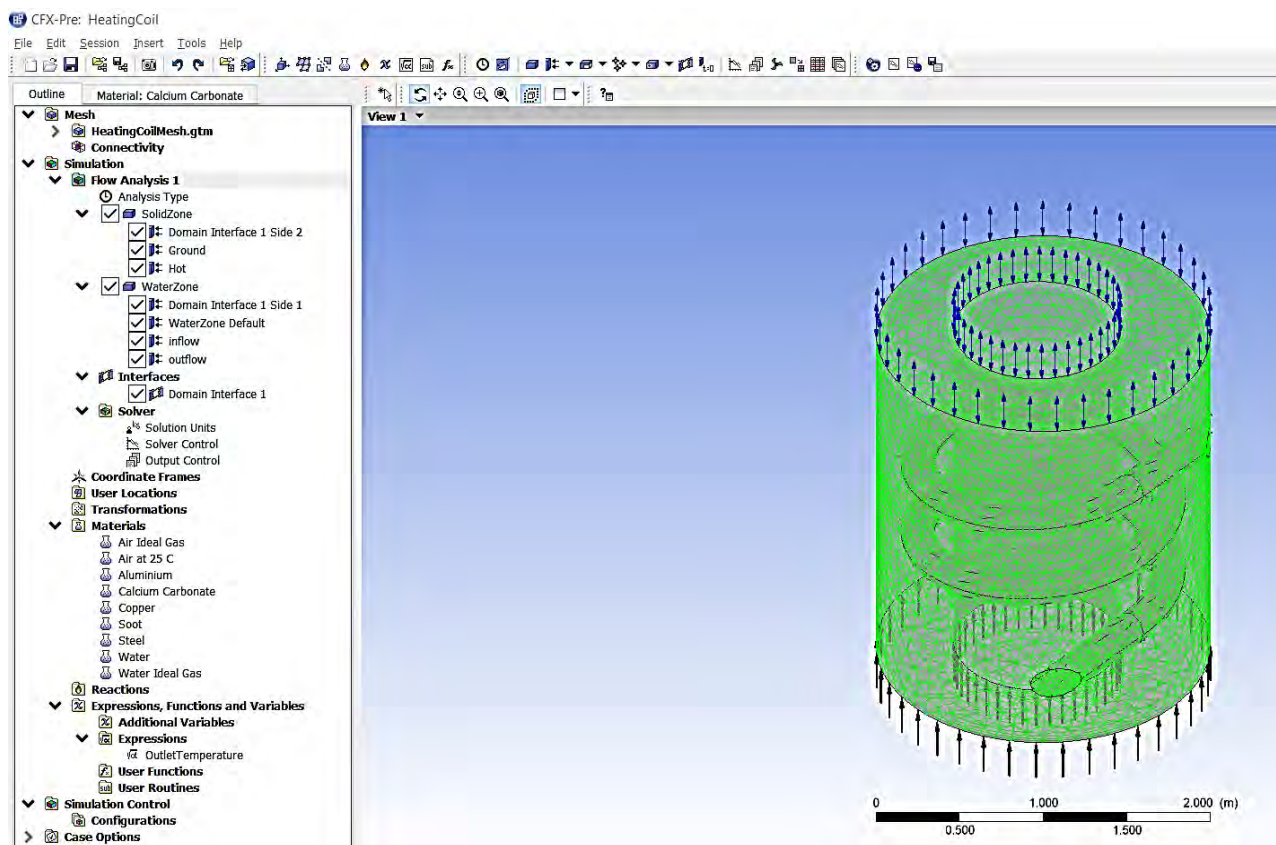 CFX-Pre: HeatingCoil
File Edit Session Insert Tools Help
Outline Material: Calcium Carbonate
View 1
Mesh
HeatingCoilMesh.gtm
Connectivity
Simulation
Flow Analysis 1
Analysis Type
SolidZone
Domain Interface 1 Side 2
Ground
Hot
WaterZone
Domain Interface 1 Side 1
WaterZone Default
inflow
outflow
Interfaces
Domain Interface 1
Solver
Solution Units
Solver Control
Output Control
Coordinate Frames
User Locations
Transformations
Materials
Air Ideal Gas
Air at 25 C
Aluminium
Calcium Carbonate
Copper
Soot
Steel
Water
Water Ideal Gas
Reactions
Expressions, Functions and Variables
Additional Variables
Expressions
OutletTemperature
User Functions
User Routines
Simulation Control
Configurations
Case Options
0 1.000 2.000 (m)
0.500 1.500